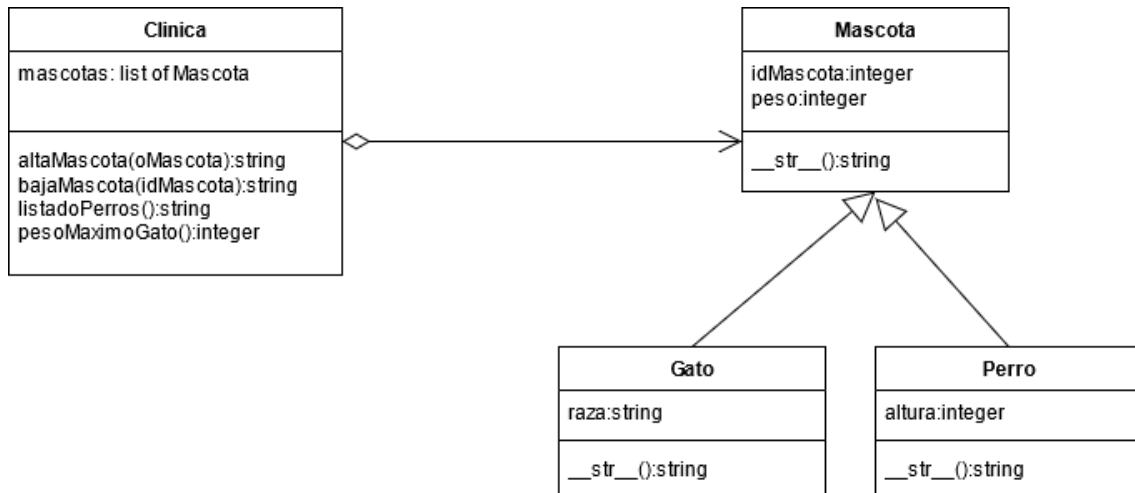 Clinica
mascotas: list of Mascota
altaMascota(oMascota):string
bajaMascota(idMascota):string
listadoPerros():string
pesoMaximoGato():integer
Mascota
idMascota:integer
peso:integer
__str__():string
Gato
raza:string
__str__():string
Perro
altura:integer
__str__():string